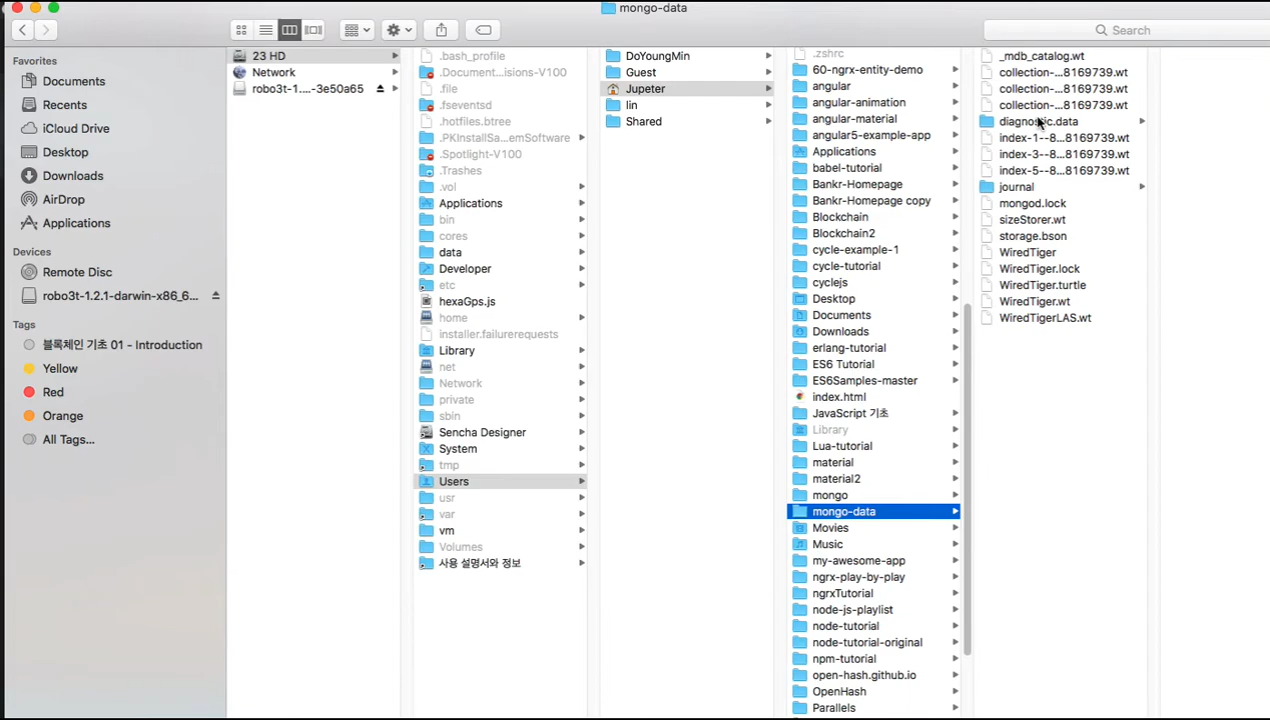 mongo-data
Search
Favorites
Documents
Recents
iCloud Drive
Desktop
Downloads
AirDrop
Applications
Devices
Remote Disc
robo3t-1.2.1-darwin-x86_6...
Tags
블록체인 기초 01 - Introduction
Yellow
Red
Orange
All Tags...
23 HD
Network
robo3t-1....-3e50a65
.bash_profile
.Document...isions-V100
.file
.fseventsd
.hotfiles.btree
.PKInstallSa...emSoftware
.Spotlight-V100
.Trashes
.vol
Applications
bin
cores
data
Developer
etc
hexaGps.js
home
installer.failurerequests
Library
net
Network
private
sbin
Sencha Designer
System
tmp
Users
usr
var
vm
Volumes
사용 설명서와 정보
DoYoungMin
Guest
Jupeter
lin
Shared
.zshrc
60-ngrx-entity-demo
angular
angular-animation
angular-material
angular5-example-app
Applications
babel-tutorial
Bankr-Homepage
Bankr-Homepage copy
Blockchain
Blockchain2
cycle-example-1
cycle-tutorial
cyclejs
Desktop
Documents
Downloads
erlang-tutorial
ES6 Tutorial
ES6Samples-master
index.html
JavaScript 기초
Library
Lua-tutorial
material
material2
mongo
mongo-data
Movies
Music
my-awesome-app
ngrx-play-by-play
ngrxTutorial
node-js-playlist
node-tutorial
node-tutorial-original
npm-tutorial
open-hash.github.io
OpenHash
Parallels
_mdb_catalog.wt
collection-...8169739.wt
collection-...8169739.wt
collection-...8169739.wt
diagnostic.data
index-1--8...8169739.wt
index-3--8...8169739.wt
index-5--8...8169739.wt
journal
mongod.lock
sizeStorer.wt
storage.bson
WiredTiger
WiredTiger.lock
WiredTiger.turtle
WiredTiger.wt
WiredTigerLAS.wt